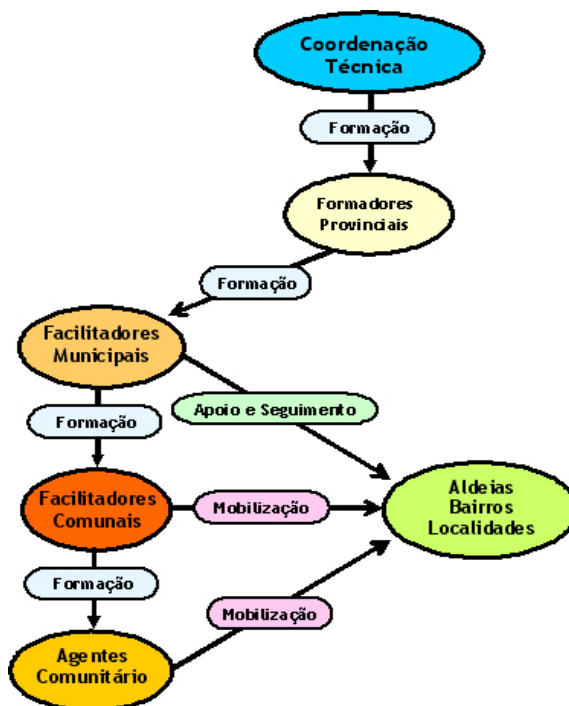 Coordenação
Técnica
Formação
Formadores
Provinciais
Formação
Facilitadores
Municipais
Apoio e Seguimento
Formação
Facilitadores
Comunais
Mobilização
Aldeias
Bairros
Localidades
Formação
Mobilização
Agentes
Comunitário